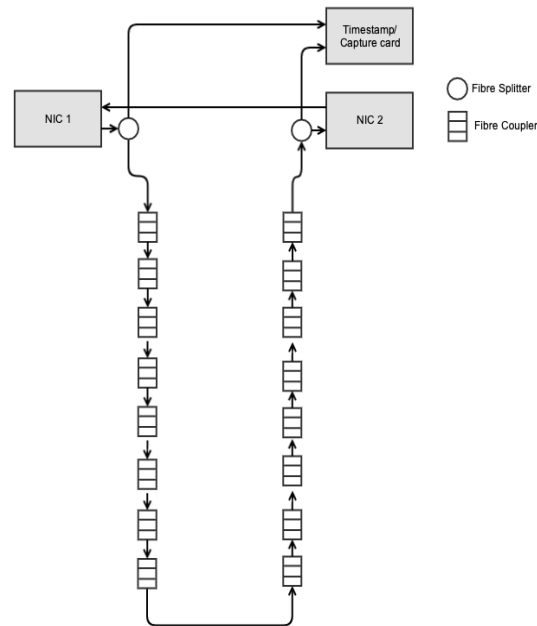 Timestamp/
Capture card
NIC 1
NIC 2
Fibre Splitter
Fibre Coupler